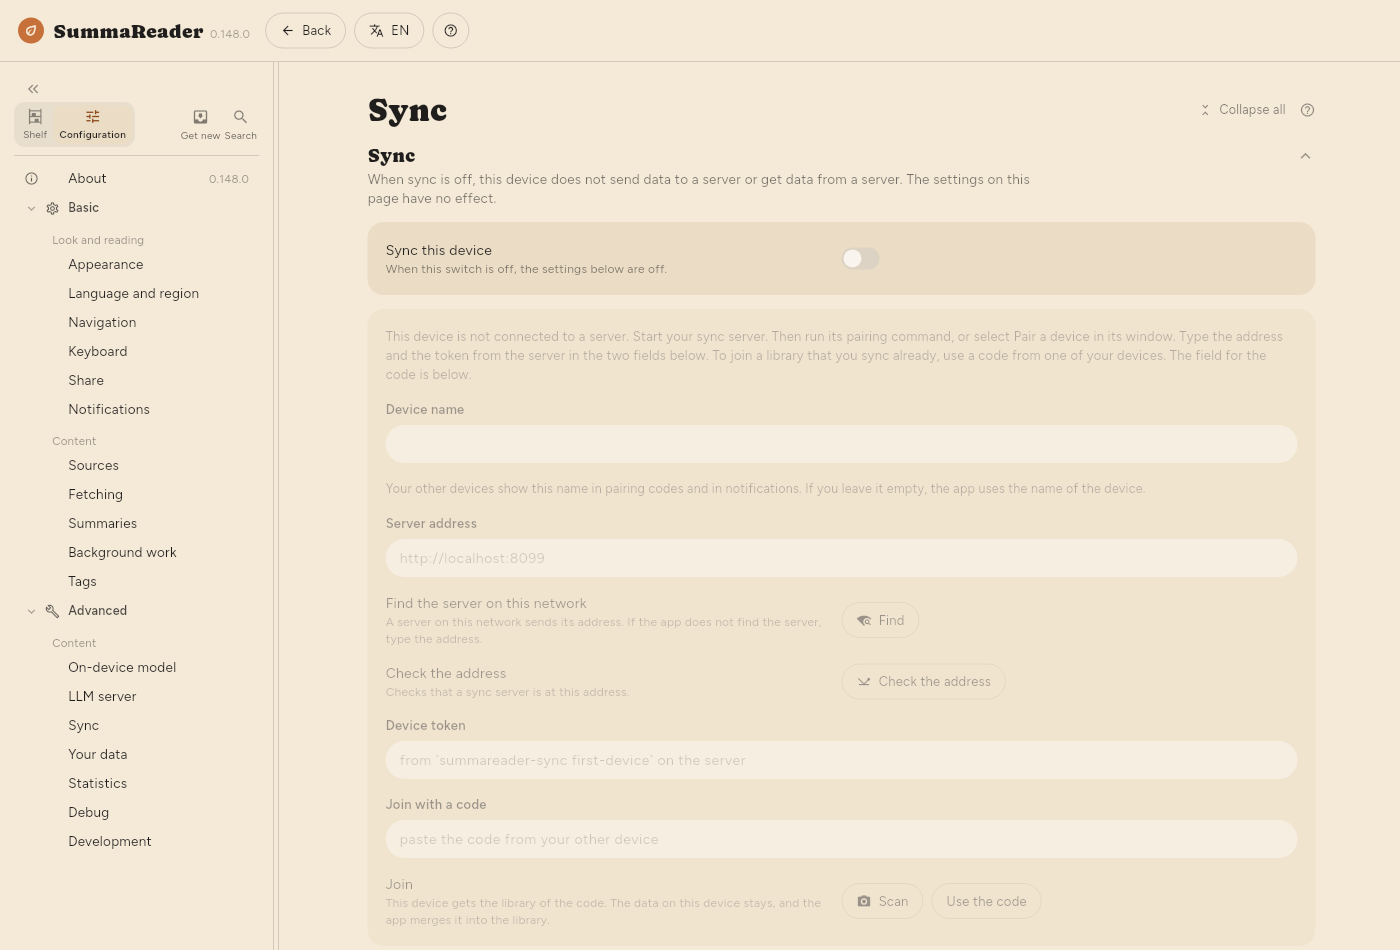 SummaReader 0.148.0 Back EN
Shelf Configuration Get new Search
About 0.148.0
Basic
Look and reading
Appearance
Language and region
Navigation
Keyboard
Share
Notifications
Content
Sources
Fetching
Summaries
Background work
Tags
Advanced
Content
On-device model
LLM server
Sync
Your data
Statistics
Debug
Development
Sync
Collapse all
Sync
When sync is off, this device does not send data to a server or get data from a server. The settings on this
page have no effect.
Sync this device
When this switch is off, the settings below are off.
This device is not connected to a server. Start your sync server. Then run its pairing command, or select Pair a device in its window. Type the address
and the token from the server in the two fields below. To join a library that you sync already, use a code from one of your devices. The field for the
code is below.
Device name
Your other devices show this name in pairing codes and in notifications. If you leave it empty, the app uses the name of the device.
Server address
http://localhost:8099
Find the server on this network
A server on this network sends its address. If the app does not find the server,
type the address.
Find
Check the address
Checks that a sync server is at this address.
Check the address
Device token
from `summareader-sync first-device` on the server
Join with a code
paste the code from your other device
Join
This device gets the library of the code. The data on this device stays, and the
app merges it into the library.
Scan Use the code